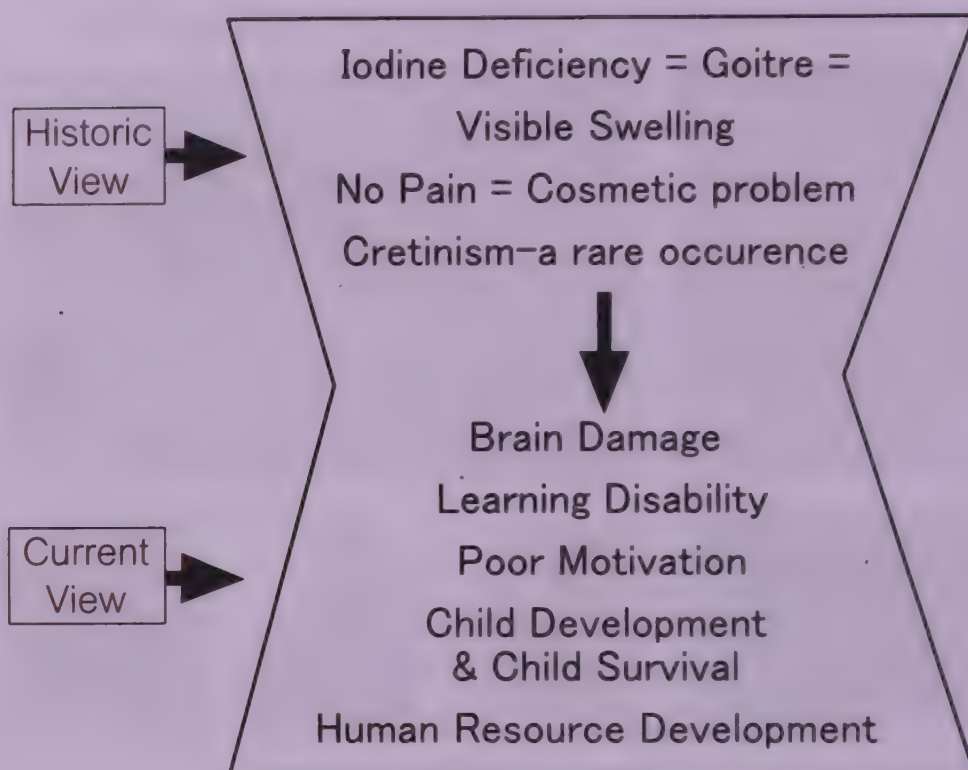 Iodine Deficiency = Goitre =
Visible Swelling
No Pain = Cosmetic problem
Cretinism-a rare occurence
Historic
View
Brain Damage
Learning Disability
Poor Motivation
Child Development
& Child Survival
Human Resource Development
Current
View